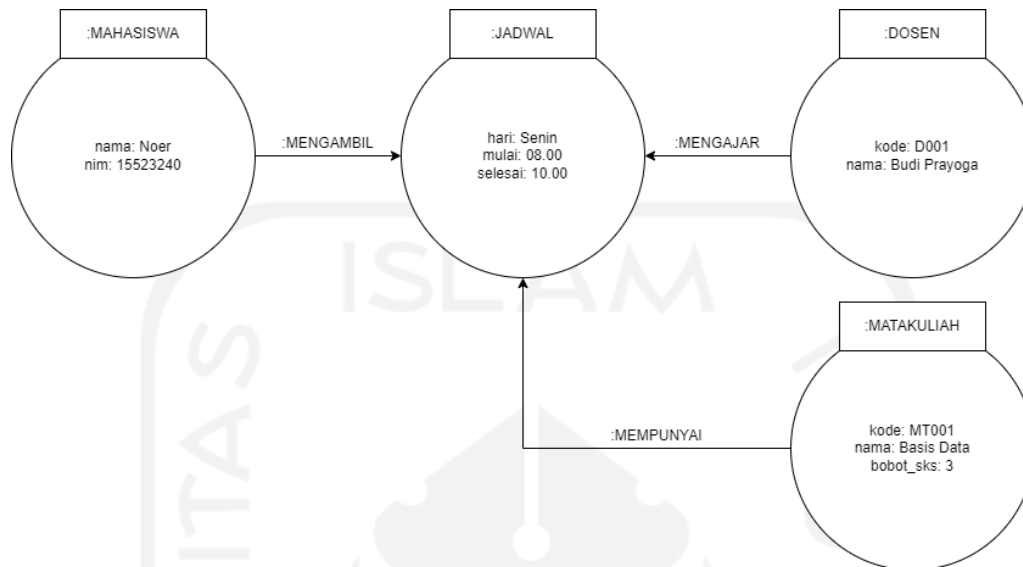 :MAHASISWA
nama: Noer
nim: 15523240
:MENGAMBIL
:JADWAL
hari: Senin
mulai: 08.00
selesai: 10.00
:MENGAJAR
:DOSEN
kode: D001
nama: Budi Prayoga
:MATAKULIAH
kode: MT001
nama: Basis Data
bobot_sks: 3
:MEMPUNYAI
ISLAM
ITAS